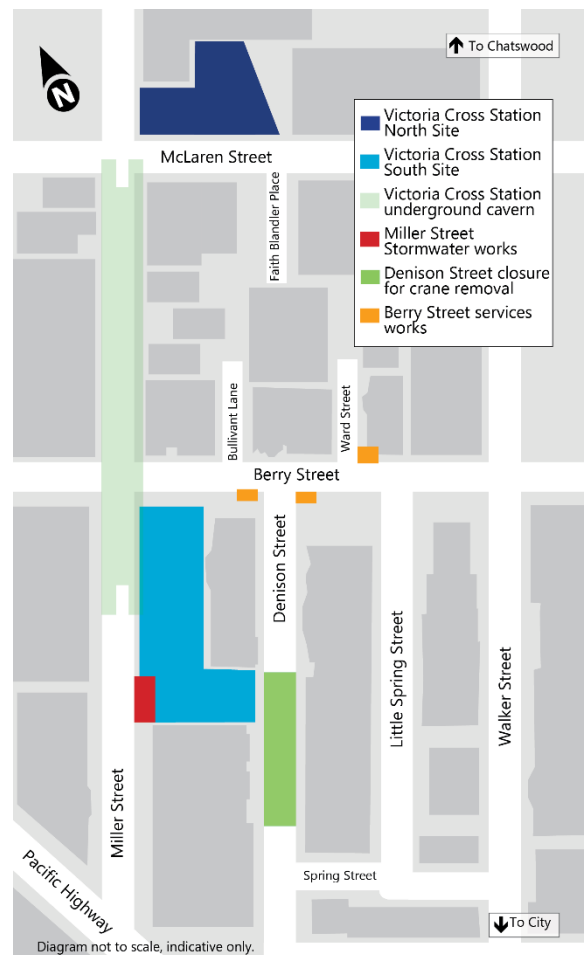 To Chatswood
N
Victoria Cross Station
North Site
Victoria Cross Station
South Site
Victoria Cross Station
underground cavern
Miller Street
Stormwater works
Denison Street closure
for crane removal
Berry Street services
works
McLaren Street
Faith Blandler Place
Bullivant Lane
Ward Street
Berry Street
Denison Street
Little Spring Street
Walker Street
Miller Street
Pacific Highway
Spring Street
To City
Diagram not to scale, indicative only.